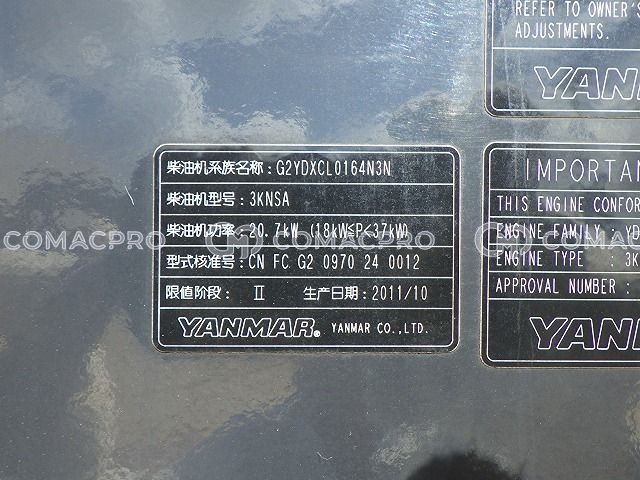 REFER TO OWNER'S
ADJUSTMENTS.
YANM
柴油机系族名称：G2YDXCL0164N3N
柴油机型号：3KNSA
柴油机功率：20.7kW (18kW≤P<37kW)
型式核准号：CN FC G2 0970 24 0012
限值阶段： Ⅱ 生产日期：2011/10
YANMAR® YANMAR CO.,LTD.
IMPORTAN
THIS ENGINE CONFOR
ENGINE FAMILY : YD
ENGINE TYPE : 3K
APPROVAL NUMBER :
YANM
COMACPRO COMACPRO COMACPRO